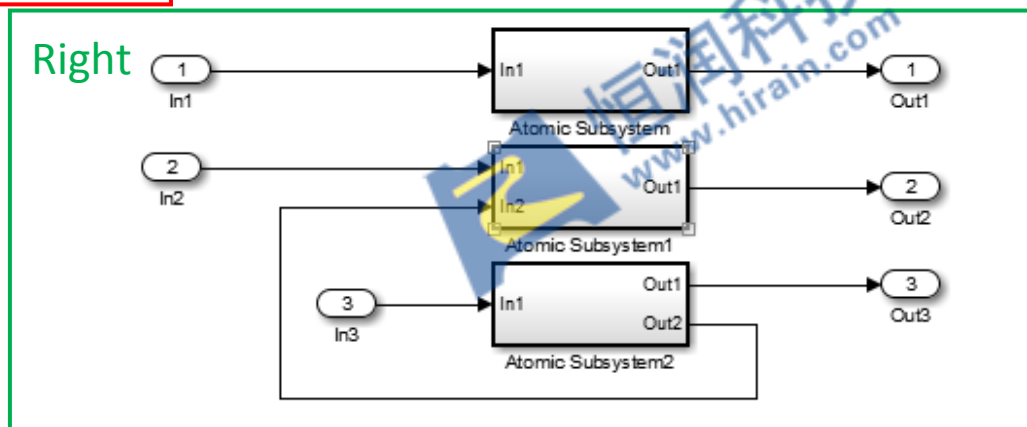 Right
1
In1
In1
Out1
Atomic Subsystem
1
Out1
2
In2
In1
In2
Out1
Atomic Subsystem1
2
Out2
3
In3
In1
Out1
Out2
Atomic Subsystem2
3
Out3
恒润科技
www.hirain.com